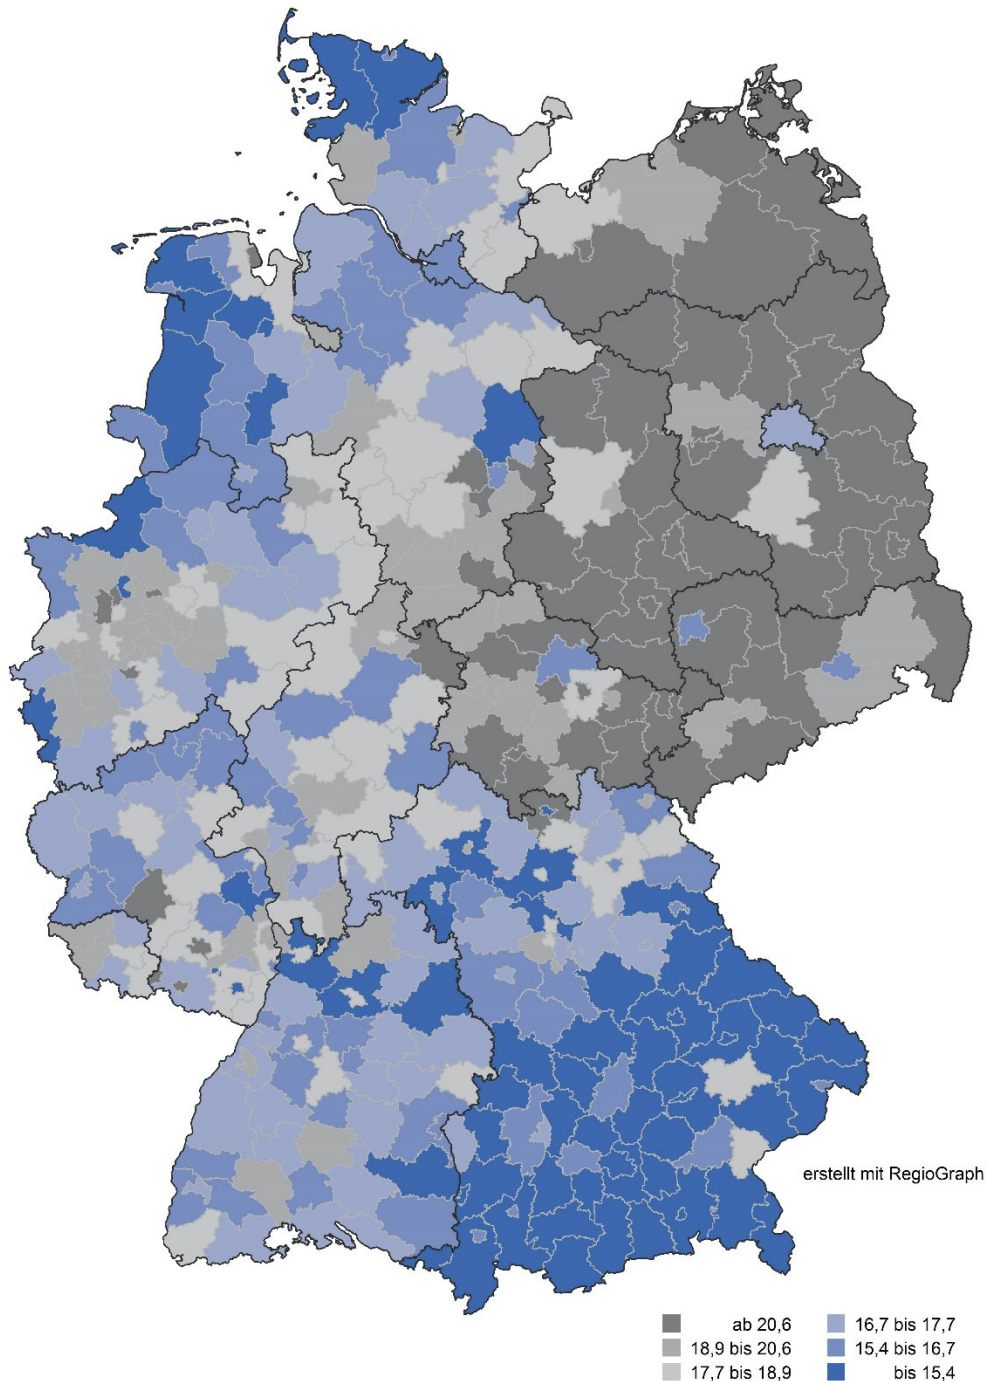 erstellt mit RegioGraph
ab 20,6
18,9 bis 20,6
17,7 bis 18,9
16,7 bis 17,7
15,4 bis 16,7
bis 15,4